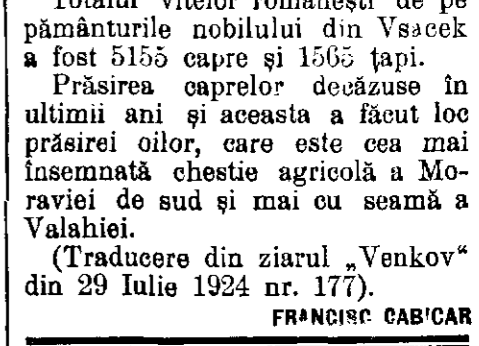 Totalul vitelor românești de pe
pământurile nobilului din Vsacek
a fost 5155 capre și 1565 țapi.
Prăsirea caprelor decăzuse în
ultimii ani și aceasta a făcut loc
prăsirei oilor, care este cea mai
însemnată chestie agricolă a Mo-
raviei de sud și mai cu seamă a
Valahiei.
(Traducere din ziarul „Venkov“
din 29 Iulie 1924 nr. 177).
FRANCISC CABICAR